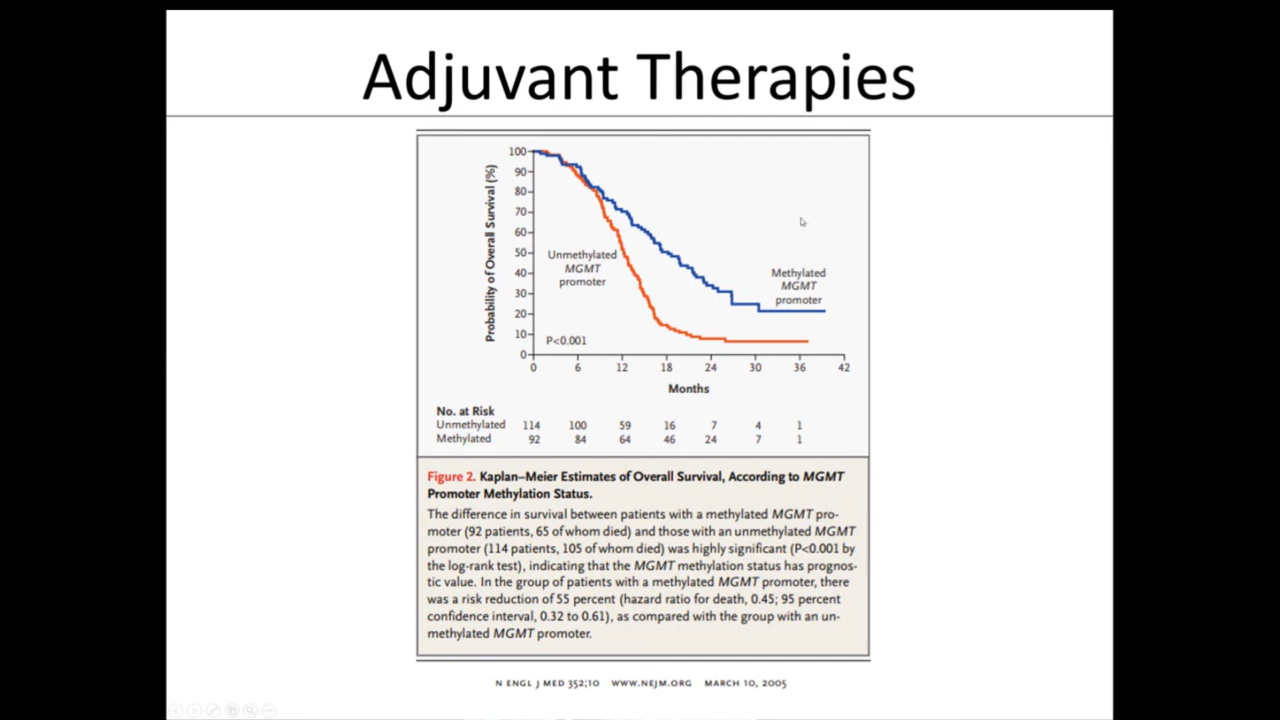 Adjuvant Therapies
Probability of Overall Survival (%)
100
90
80
70
60
50
40
30
20
10
0
Unmethylated
MGMT
promoter
Methylated
MGMT
promoter
P<0.001
0 6 12 18 24 30 36 42
Months
No. at Risk
Unmethylated 114 100 59 16 7 4 1
Methylated 92 84 64 46 24 7 1
Figure 2. Kaplan–Meier Estimates of Overall Survival, According to MGMT
Promoter Methylation Status.
The difference in survival between patients with a methylated MGMT pro-
moter (92 patients, 65 of whom died) and those with an unmethylated MGMT
promoter (114 patients, 105 of whom died) was highly significant (P<0.001 by
the log-rank test), indicating that the MGMT methylation status has prognos-
tic value. In the group of patients with a methylated MGMT promoter, there
was a risk reduction of 55 percent (hazard ratio for death, 0.45; 95 percent
confidence interval, 0.32 to 0.61), as compared with the group with an un-
methylated MGMT promoter.
N ENGL J MED 352;10 WWW.NEJM.ORG MARCH 10, 2005